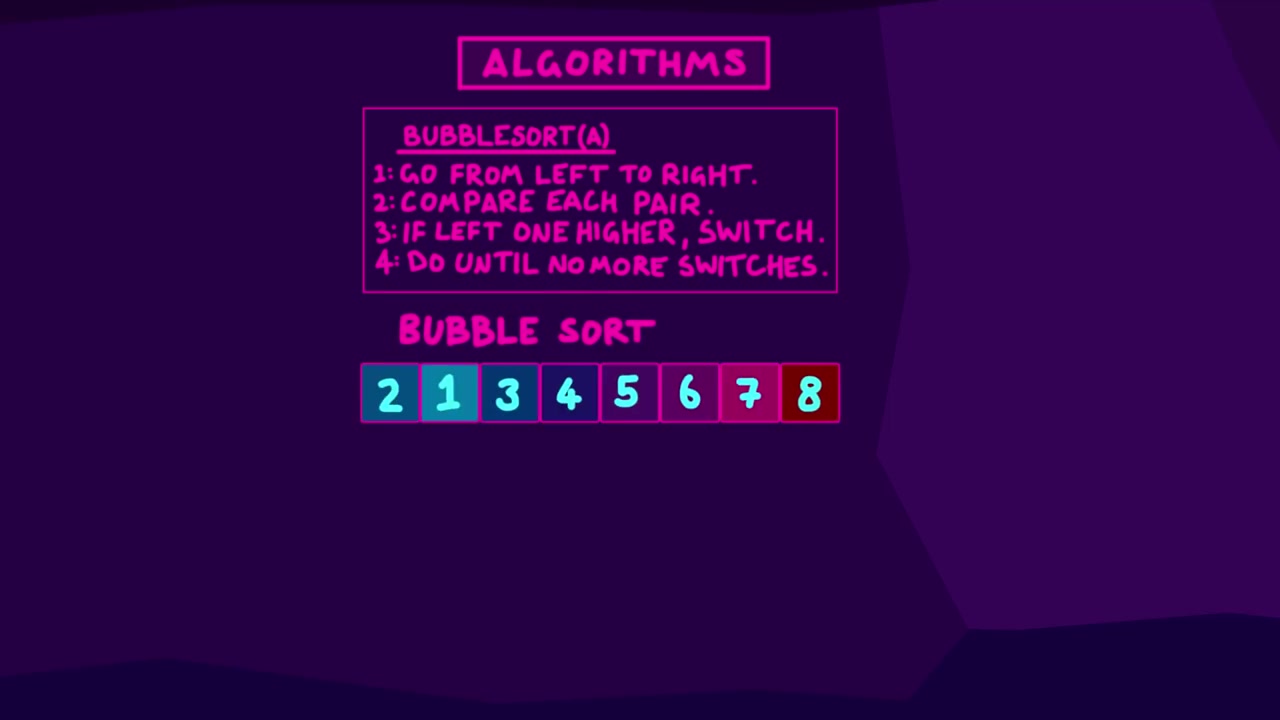 ALGORITHMS
BUBBLESORT(A)
1: GO FROM LEFT TO RIGHT.
2: COMPARE EACH PAIR.
3: IF LEFT ONE HIGHER, SWITCH.
4: DO UNTIL NO MORE SWITCHES.
BUBBLE SORT
2 1 3 4 5 6 7 8